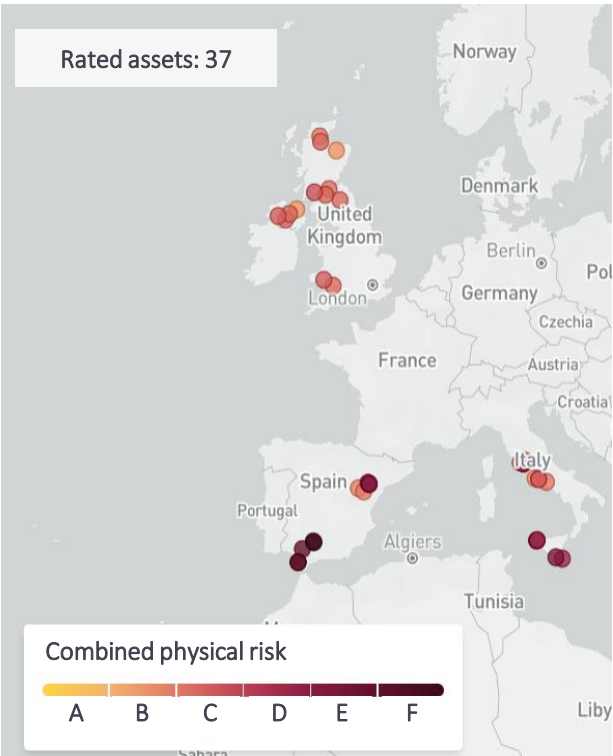 Rated assets: 37
Norway
Denmark
United
Kingdom
Berlin
Pol
London
Germany
Czechia
France
Austria
Croatia
Italy
Spain
Portugal
Algiers
Tunisia
Combined physical risk
A B C D E F
Liby
Sahara